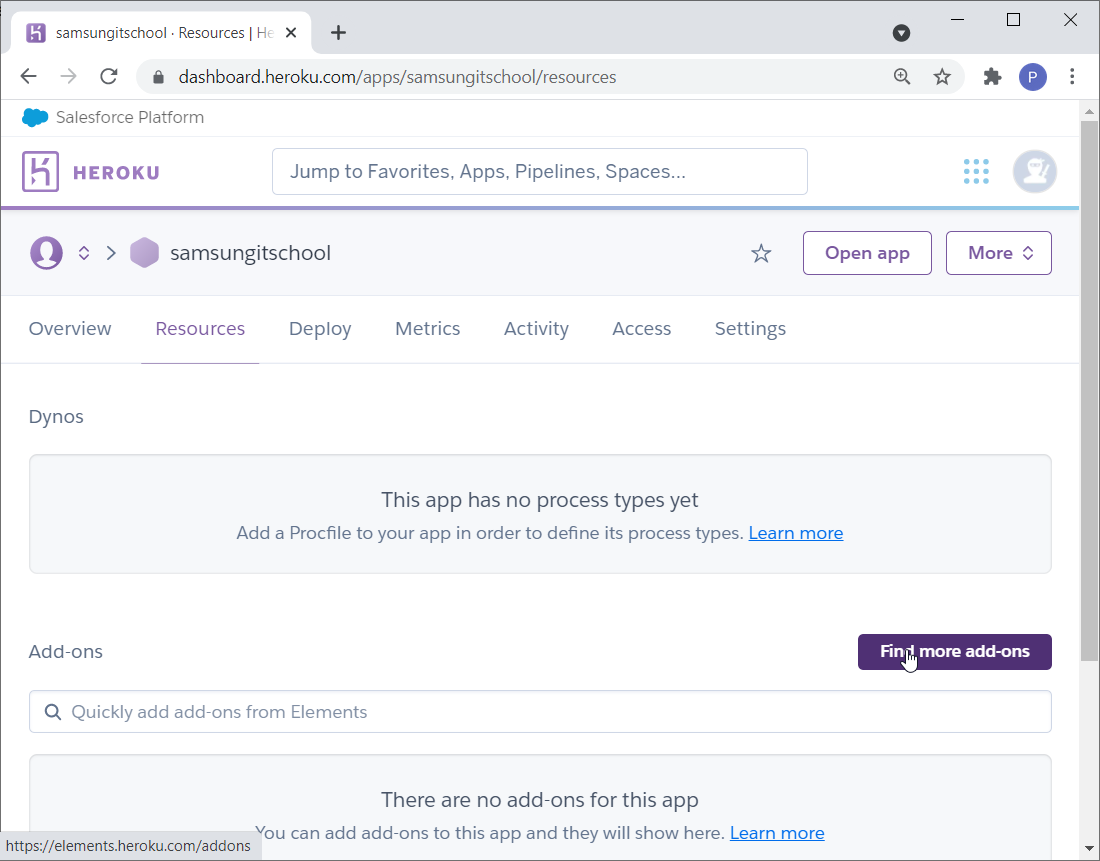 samsungitschool · Resources | He
dashboard.heroku.com/apps/samsungitschool/resources
P
Salesforce Platform
HEROKU
Jump to Favorites, Apps, Pipelines, Spaces...
samsungitschool
Open app
More
Overview
Resources
Deploy
Metrics
Activity
Access
Settings
Dynos
This app has no process types yet
Add a Procfile to your app in order to define its process types. Learn more
Add-ons
Find more add-ons
Quickly add add-ons from Elements
There are no add-ons for this app
You can add add-ons to this app and they will show here. Learn more
https://elements.heroku.com/addons